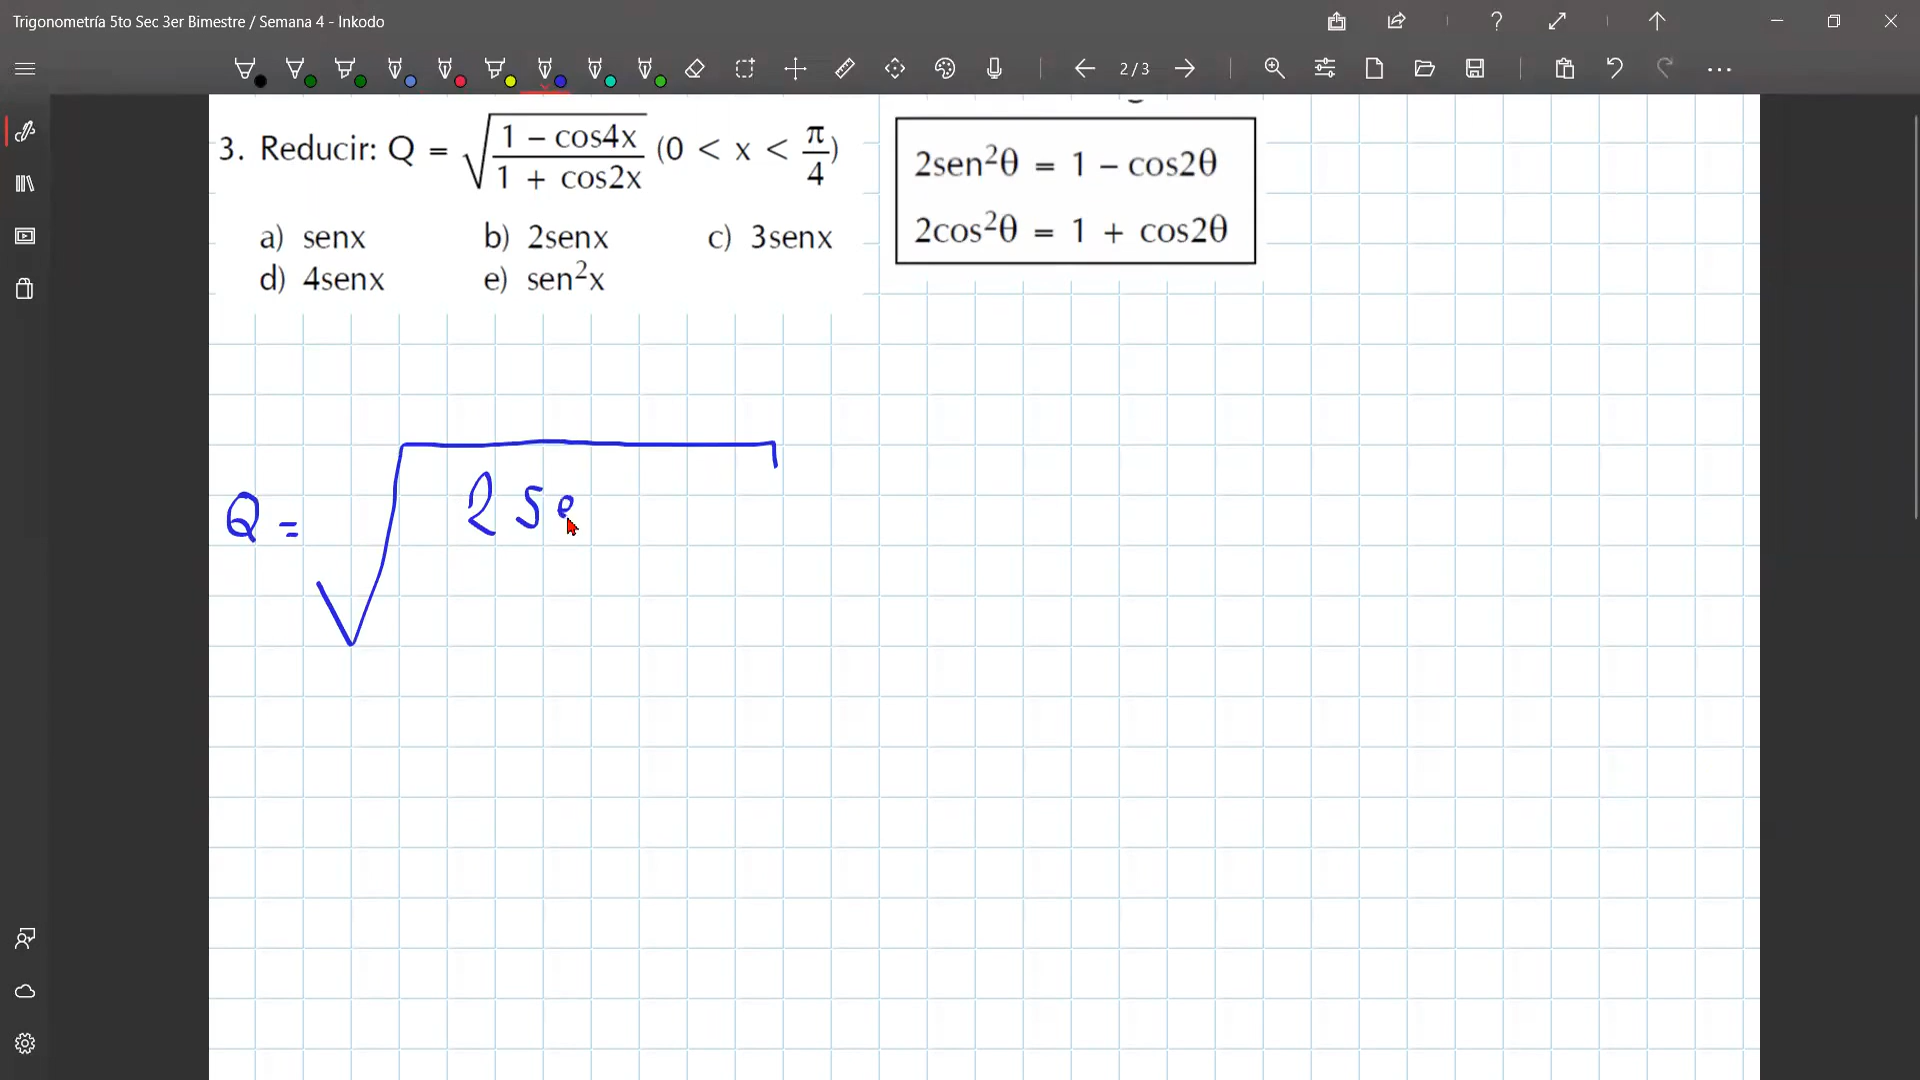 Trigonometría 5to Sec 3er Bimestre / Semana 4 - Inkodo
2 / 3
3. Reducir: Q = √((1 – cos4x)/(1 + cos2x)) (0 < x < π/4)
a) senx b) 2senx c) 3senx
d) 4senx e) sen²x
2sen²θ = 1 – cos2θ
2cos²θ = 1 + cos2θ
Q = √ 2 Se